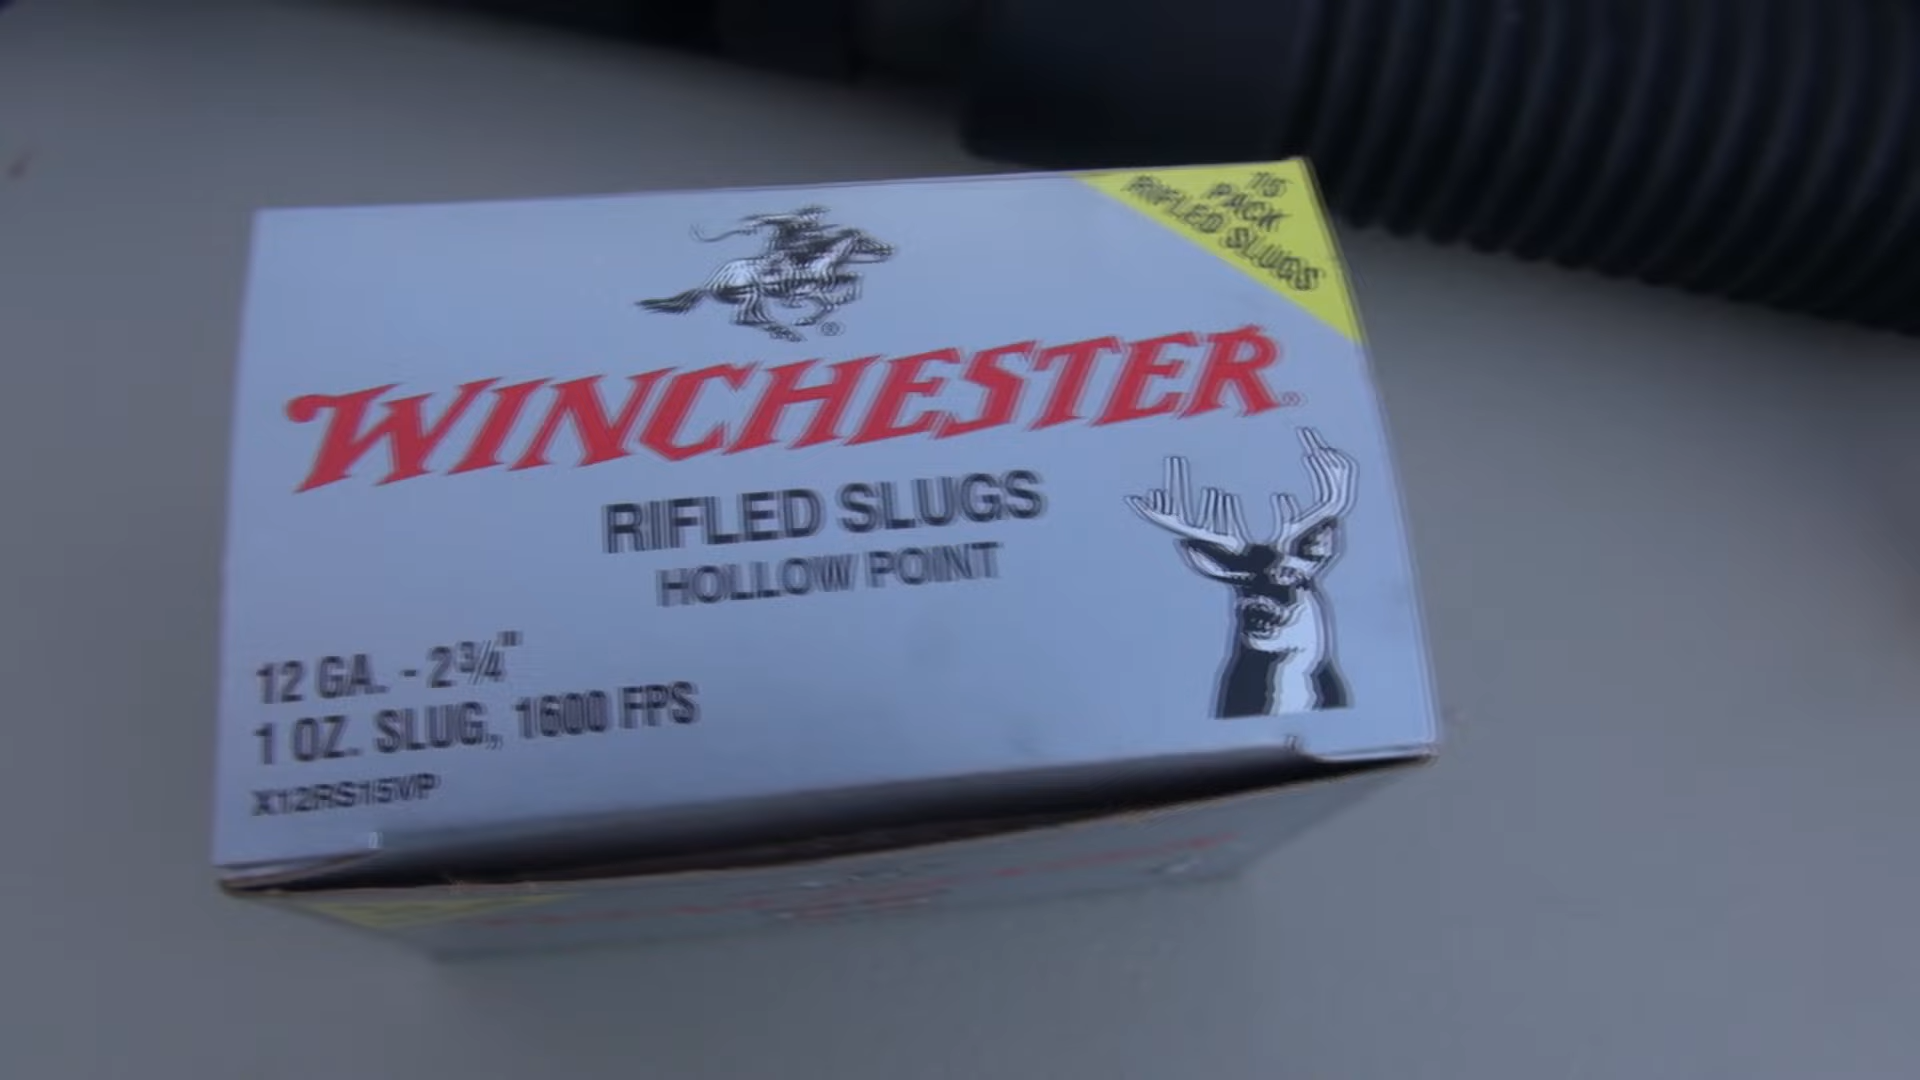 15
PACK
RIFLED SLUGS
®
WINCHESTER®
RIFLED SLUGS
HOLLOW POINT
12 GA. - 2¾"
1 OZ. SLUG, 1600 FPS
X12RS15VP